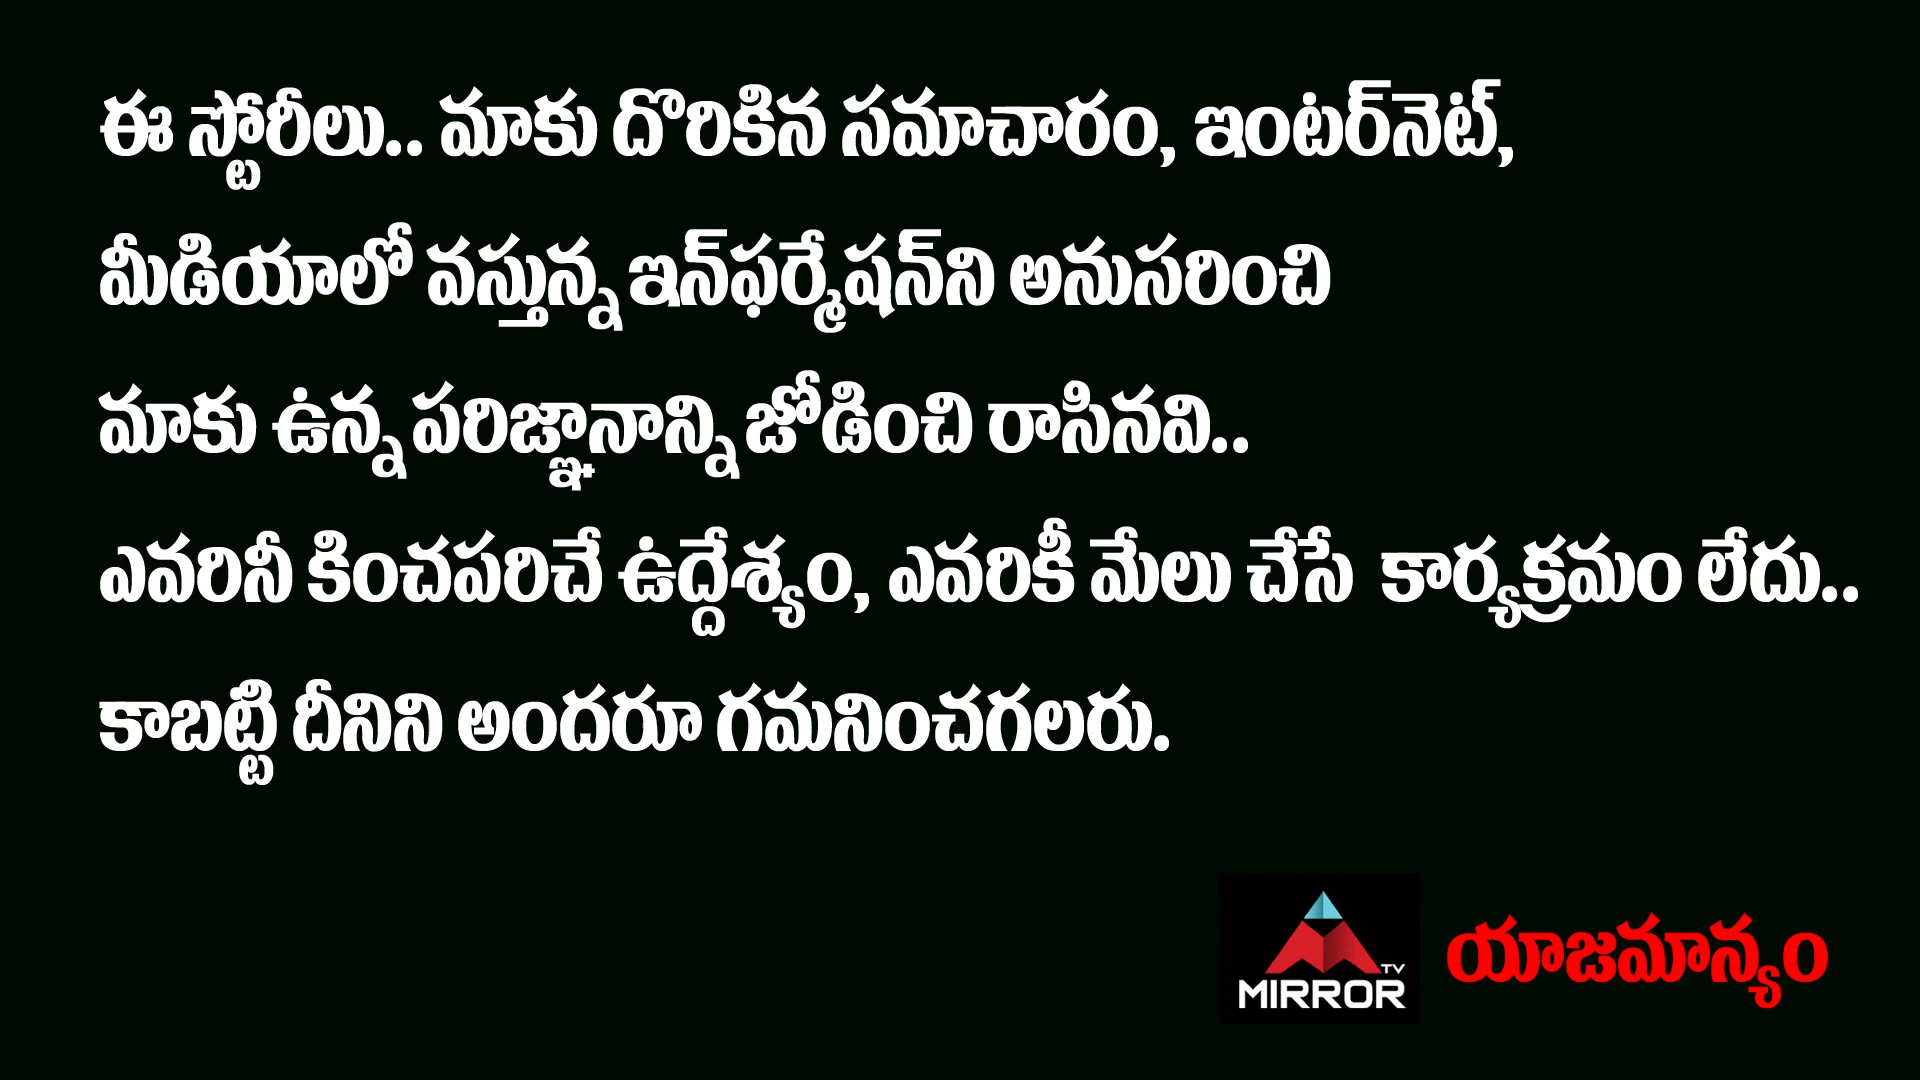 ఈ స్టోరీలు.. మాకు దొరికిన సమాచారం, ఇంటర్‌నెట్,
మీడియాలో వస్తున్న ఇన్‌ఫర్మేషన్‌ని అనుసరించి
మాకు ఉన్న పరిజ్ఞానాన్ని జోడించి రాసినవి..
ఎవరినీ కించపరిచే ఉద్దేశ్యం, ఎవరికీ మేలు చేసే కార్యక్రమం లేదు..
కాబట్టి దీనిని అందరూ గమనించగలరు.
TV
MIRROR
యాజమాన్యం